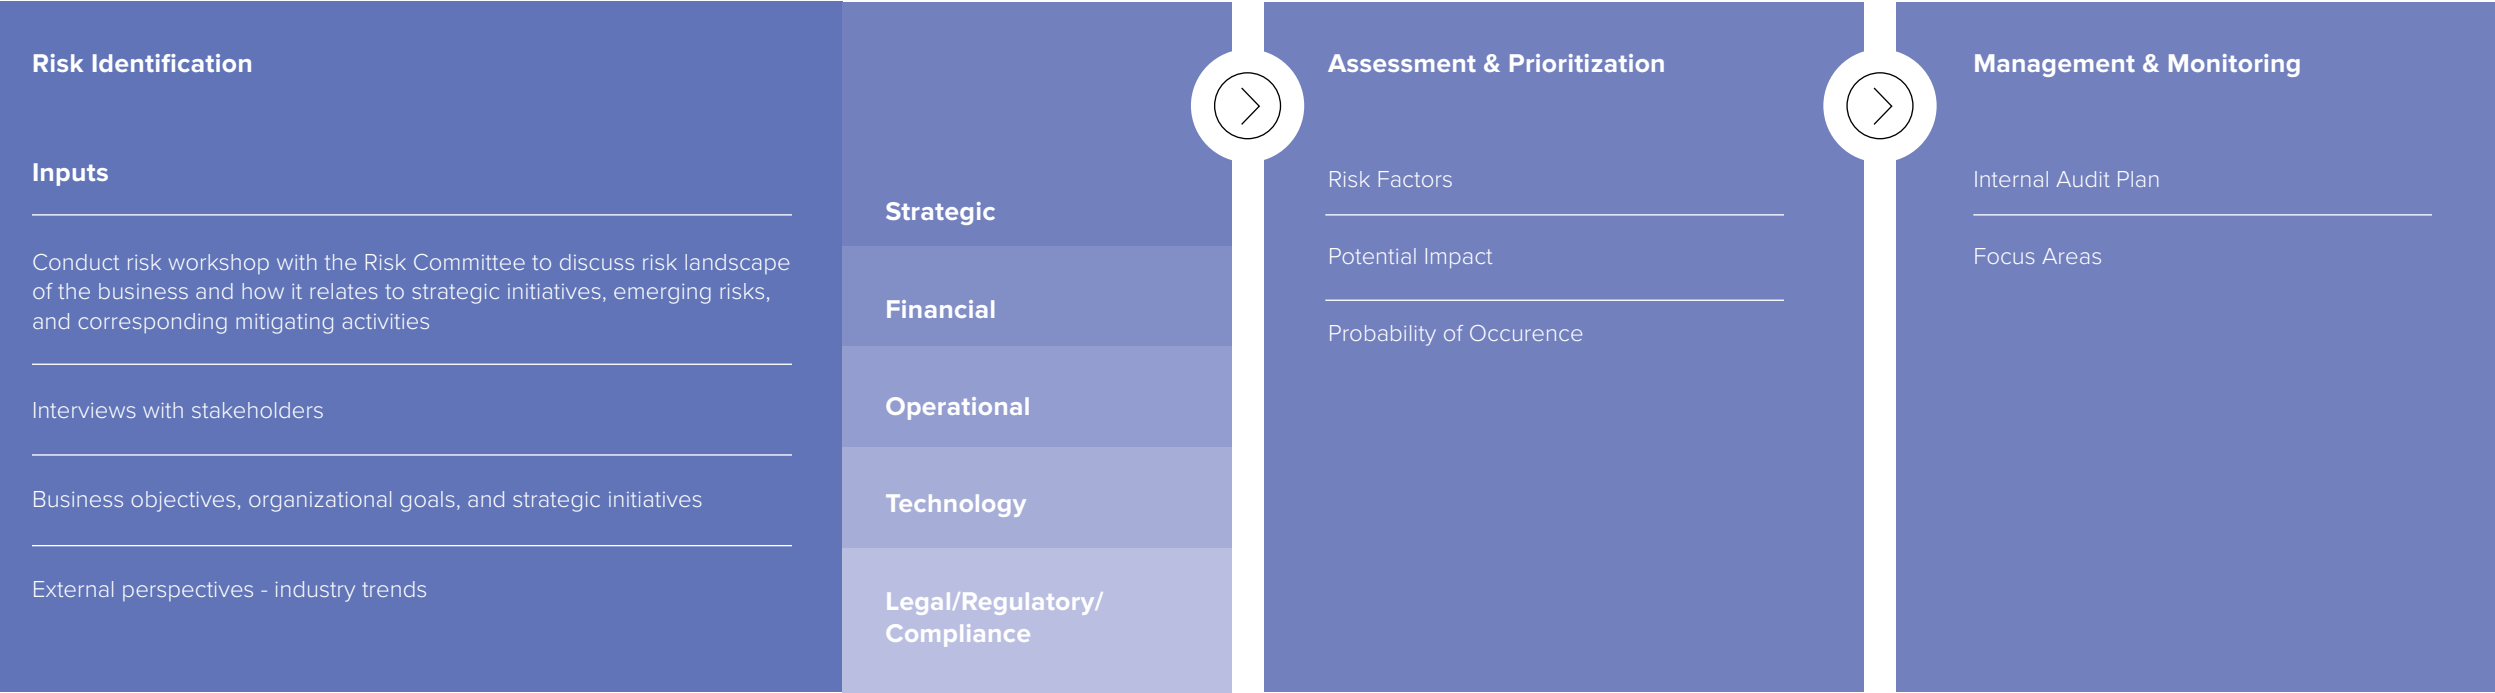 Risk Identification
Inputs
Conduct risk workshop with the Risk Committee to discuss risk landscape
of the business and how it relates to strategic initiatives, emerging risks,
and corresponding mitigating activities
Interviews with stakeholders
Business objectives, organizational goals, and strategic initiatives
External perspectives - industry trends
Strategic
Financial
Operational
Technology
Legal/Regulatory/
Compliance
Assessment & Prioritization
Risk Factors
Potential Impact
Probability of Occurence
Management & Monitoring
Internal Audit Plan
Focus Areas